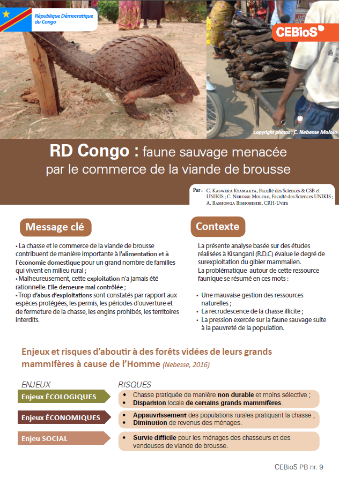 République Démocratique
du Congo
CEBioS
copyright photos : C. Nebesse Mololo
RD Congo : faune sauvage menacée
par le commerce de la viande de brousse
Par :
Faculté des Sciences & CSB et
UNIKIS ; C. Nebesse Mololo, Faculté des Sciences UNIKIS ;
Message clé
• La chasse et le commerce de la viande de brousse
contribuent de manière importante à l'alimentation et à
l'économie domestique pour un grand nombre de familles
qui vivent en milieu rural ;
• Malheureusement, cette exploitation n'a jamais été
rationnelle. Elle demeure mal contrôlée ;
• Trop d'abus d'exploitations sont constatés par rapport aux
espèces protégées, les permis, les périodes d'ouverture et
de fermeture de la chasse, les engins prohibés, les territoires
interdits.
Contexte
La présente analyse basée sur des études
réalisées à Kisangani (R.D.C) évalue le degré de
surexploitation du gibier mammalien.
La problématique autour de cette ressource
faunique se résume en ces mots :
• Une mauvaise gestion des ressources
naturelles ;
• La recrudescence de la chasse illicite ;
• La pression exercée sur la faune sauvage suite
à la pauvreté de la population.
Enjeux et risques d'aboutir à des forêts vidées de leurs grands
mammifères à cause de l'Homme (Nebesse, 2016)
ENJEUX
RISQUES
Enjeux ÉCOLOGIQUES
• Chasse pratiquée de manière non durable et moins sélective ;
• Disparition locale de certains grands mammifères.
Enjeux ÉCONOMIQUES
• Appauvrissement des populations rurales pratiquant la chasse ;
• Diminution de revenus des ménages.
Enjeu SOCIAL
• Survie difficile pour les ménages des chasseurs et des
vendeuses de viande de brousse.
CEBioS PB nr. 9